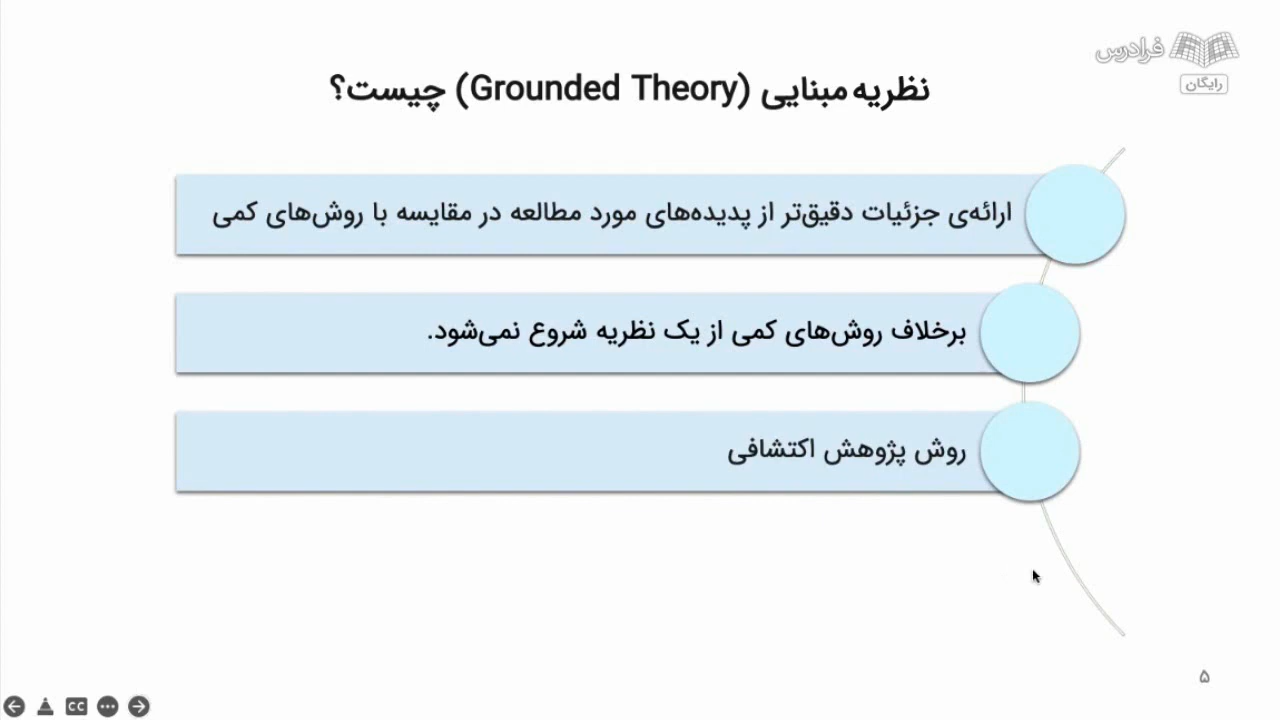 فرادرس
رایگان
نظریه مبنایی (Grounded Theory) چیست؟
ارائه‌ی جزئیات دقیق‌تر از پدیده‌های مورد مطالعه در مقایسه با روش‌های کمی
برخلاف روش‌های کمی از یک نظریه شروع نمی‌شود.
روش پژوهش اکتشافی
۵
CC